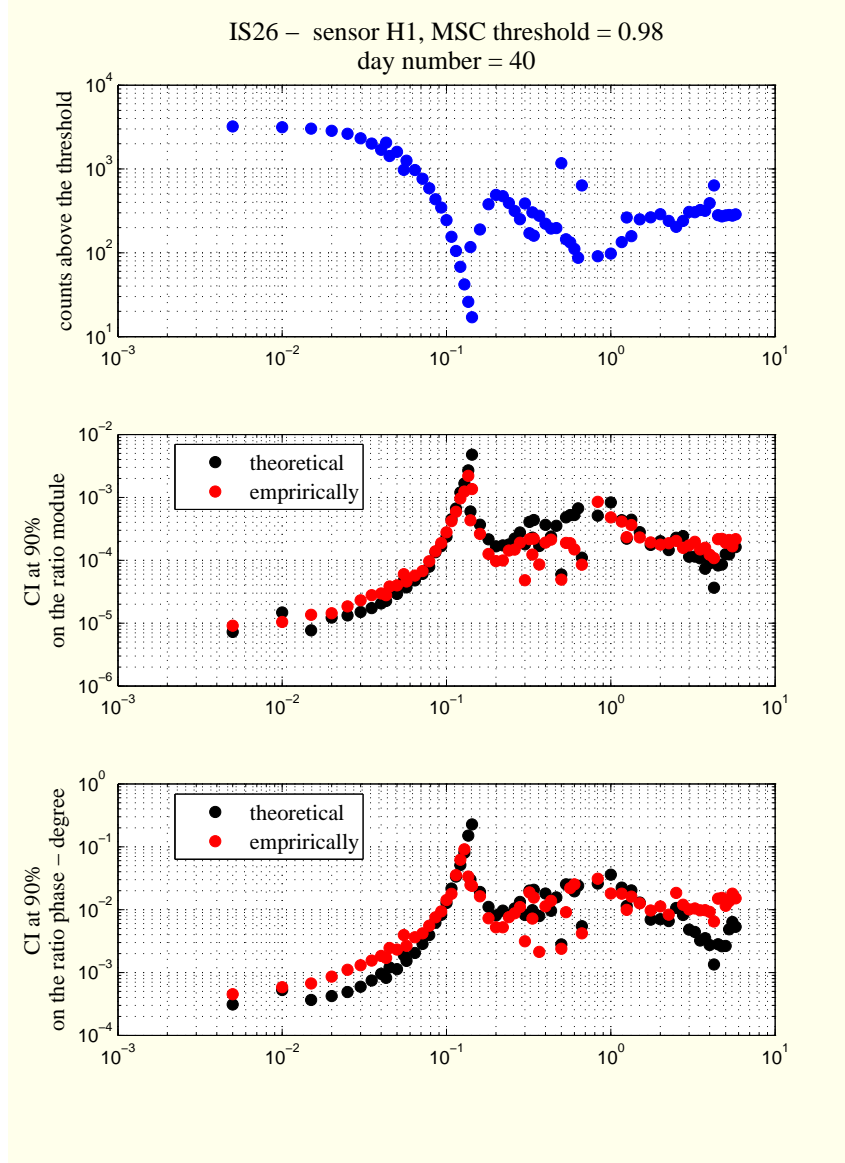 IS26 – sensor H1, MSC threshold = 0.98
day number = 40
counts above the threshold
10^4
10^3
10^2
10^1
10^-3 10^-2 10^-1 10^0 10^1
CI at 90%
on the ratio module
10^-2
10^-3
10^-4
10^-5
10^-6
theoretical
emprirically
10^-3 10^-2 10^-1 10^0 10^1
CI at 90%
on the ratio phase – degree
10^0
10^-1
10^-2
10^-3
10^-4
theoretical
emprirically
10^-3 10^-2 10^-1 10^0 10^1